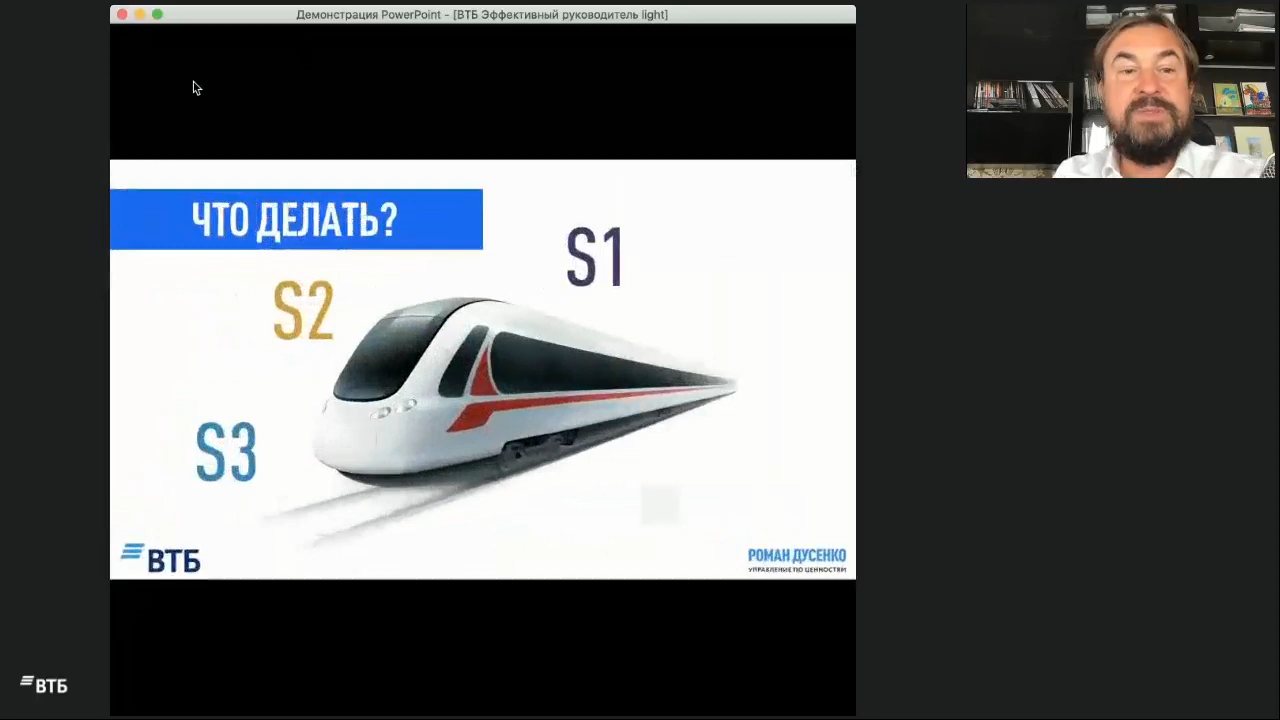 Демонстрация PowerPoint - [ВТБ Эффективный руководитель light]
ЧТО ДЕЛАТЬ?
S1
S2
S3
ВТБ
РОМАН ДУСЕНКО
УПРАВЛЕНИЕ ПО ЦЕННОСТЯМ
ВТБ